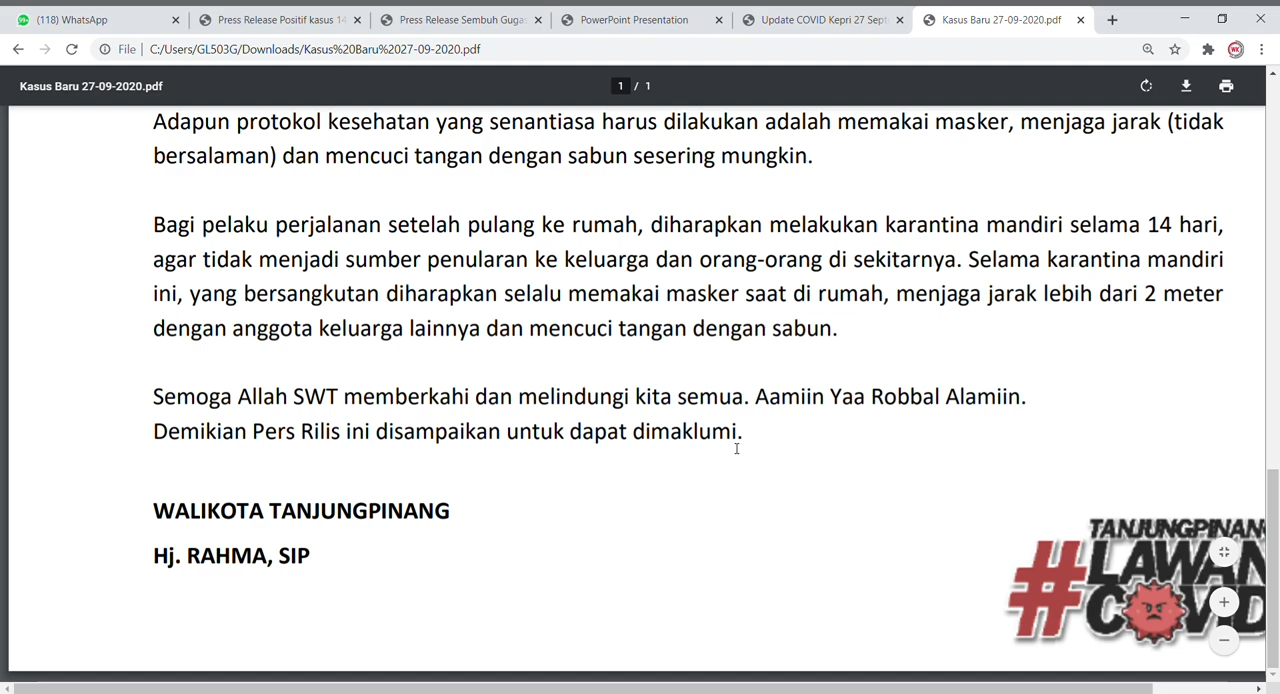 (118) WhatsApp
Press Release Positif kasus 14
Press Release Sembuh Gugas
PowerPoint Presentation
Update COVID Kepri 27 Sept
Kasus Baru 27-09-2020.pdf
File | C:/Users/GL503G/Downloads/Kasus%20Baru%2027-09-2020.pdf
Kasus Baru 27-09-2020.pdf
1 / 1
Adapun protokol kesehatan yang senantiasa harus dilakukan adalah memakai masker, menjaga jarak (tidak
bersalaman) dan mencuci tangan dengan sabun sesering mungkin.
Bagi pelaku perjalanan setelah pulang ke rumah, diharapkan melakukan karantina mandiri selama 14 hari,
agar tidak menjadi sumber penularan ke keluarga dan orang-orang di sekitarnya. Selama karantina mandiri
ini, yang bersangkutan diharapkan selalu memakai masker saat di rumah, menjaga jarak lebih dari 2 meter
dengan anggota keluarga lainnya dan mencuci tangan dengan sabun.
Semoga Allah SWT memberkahi dan melindungi kita semua. Aamiin Yaa Robbal Alamiin.
Demikian Pers Rilis ini disampaikan untuk dapat dimaklumi.
WALIKOTA TANJUNGPINANG
Hj. RAHMA, SIP
TANJUNGPINANG
#LAWAN
COVID